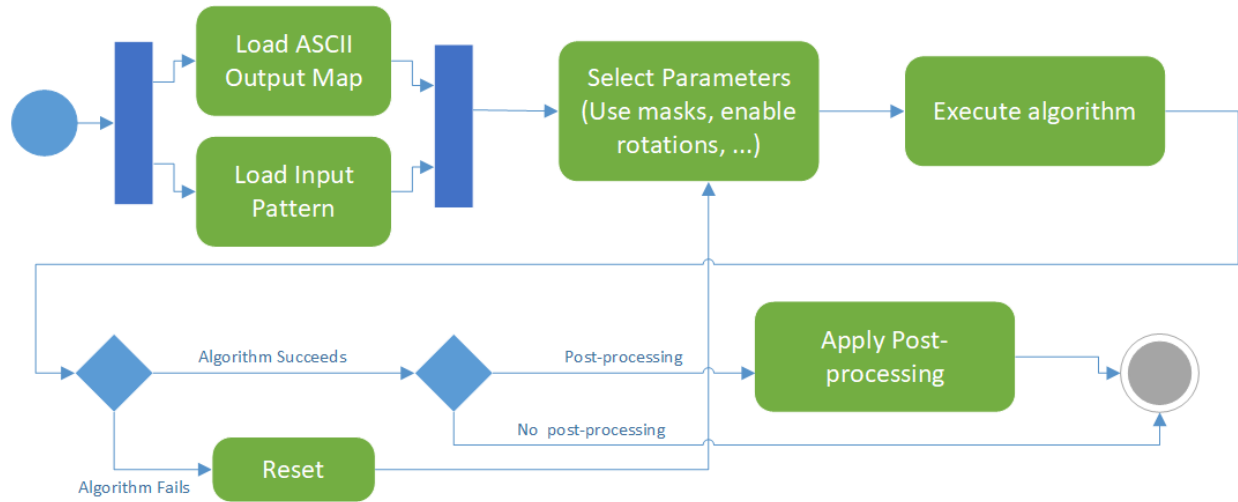 Load ASCII
Output Map
Load Input
Pattern
Select Parameters
(Use masks, enable
rotations, ...)
Execute algorithm
Algorithm Succeeds
Post-processing
Apply Post-
processing
No post-processing
Algorithm Fails
Reset